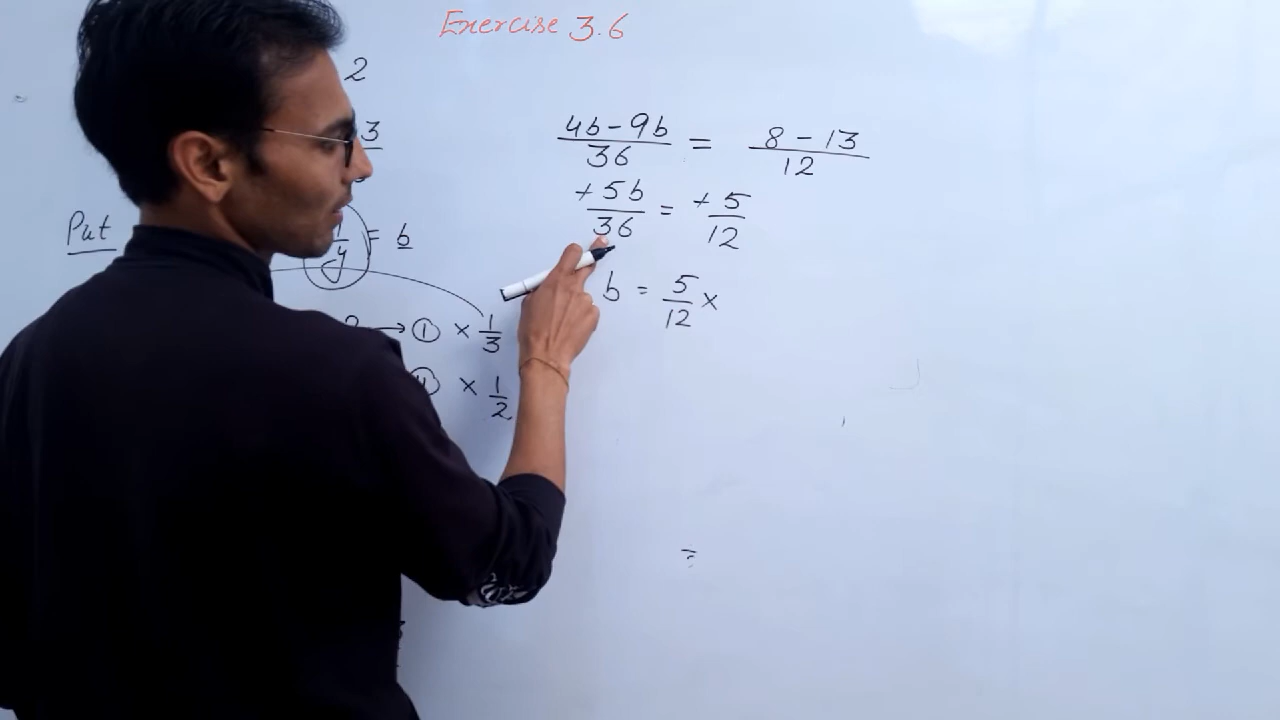 Exercise 3.6
2
3
Put 1/y = b
→ ① × 1/3
× 1/2
4b - 9b / 36 = 8 - 13 / 12
+ 5b / 36 = + 5 / 12
b = 5/12 ×
=